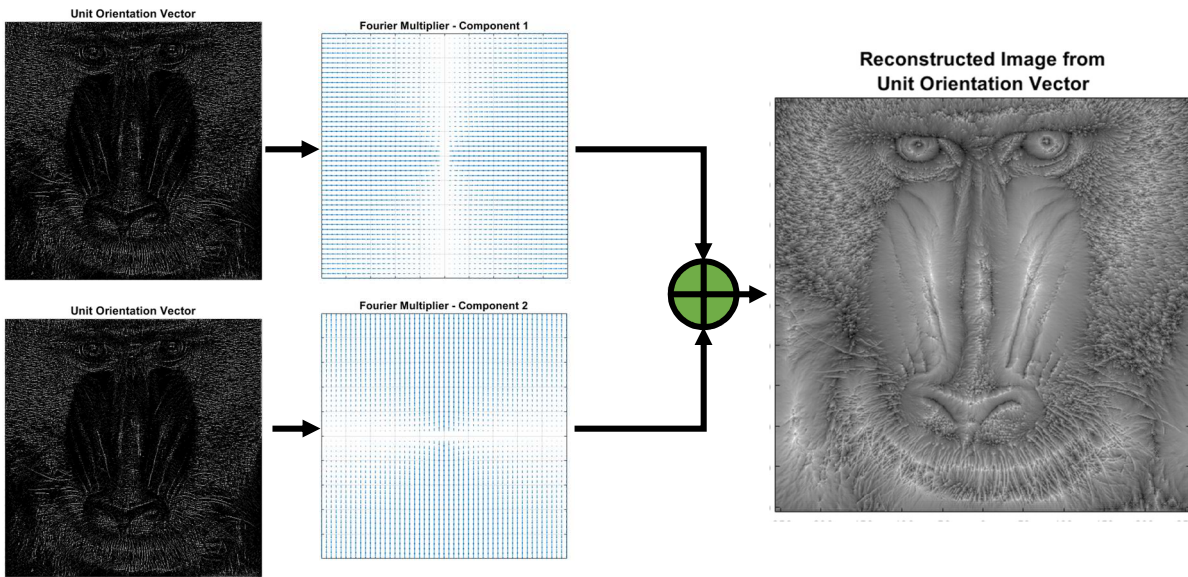 Unit Orientation Vector
Fourier Multiplier - Component 1
Reconstructed Image from
Unit Orientation Vector
Unit Orientation Vector
Fourier Multiplier - Component 2